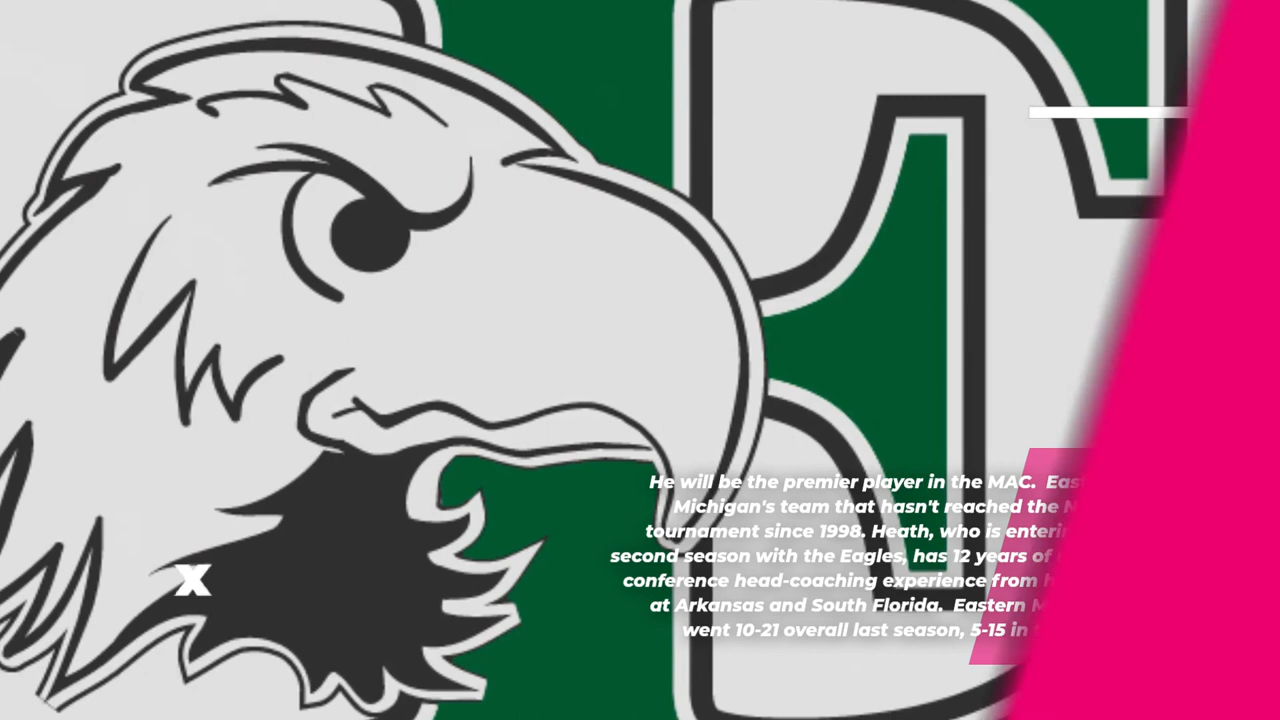 He will be the premier player in the MAC. East
Michigan's team that hasn't reached the N
tournament since 1998. Heath, who is enterin
second season with the Eagles, has 12 years of
conference head-coaching experience from h
at Arkansas and South Florida. Eastern M
went 10-21 overall last season, 5-15 in t
X